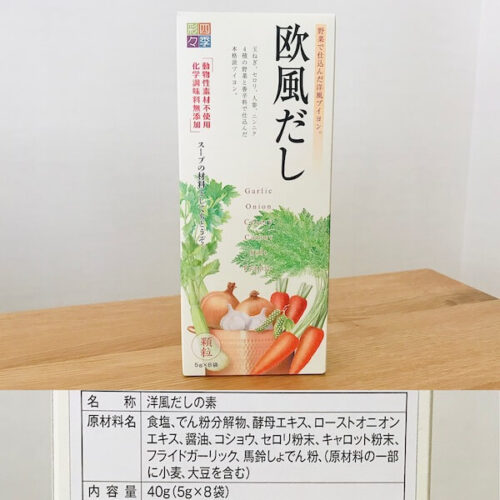 四季
彩々
野菜で仕込んだ洋風ブイヨン。
欧風だし
玉ねぎ、セロリ、人参、ニンニク
4種の野菜と香辛料で仕込んだ
本格派ブイヨン。
「動物性素材不使用
化学調味料無添加」
スープの材料として
Garlic
Onion
顆粒
5g×8袋
名 称 洋風だしの素
原材料名 食塩、でん粉分解物、酵母エキス、ローストオニオン
エキス、醤油、コショウ、セロリ粉末、キャロット粉末、
フライドガーリック、馬鈴しょでん粉、(原材料の一部
に小麦、大豆を含む)
内 容 量 40g(5g×8袋)